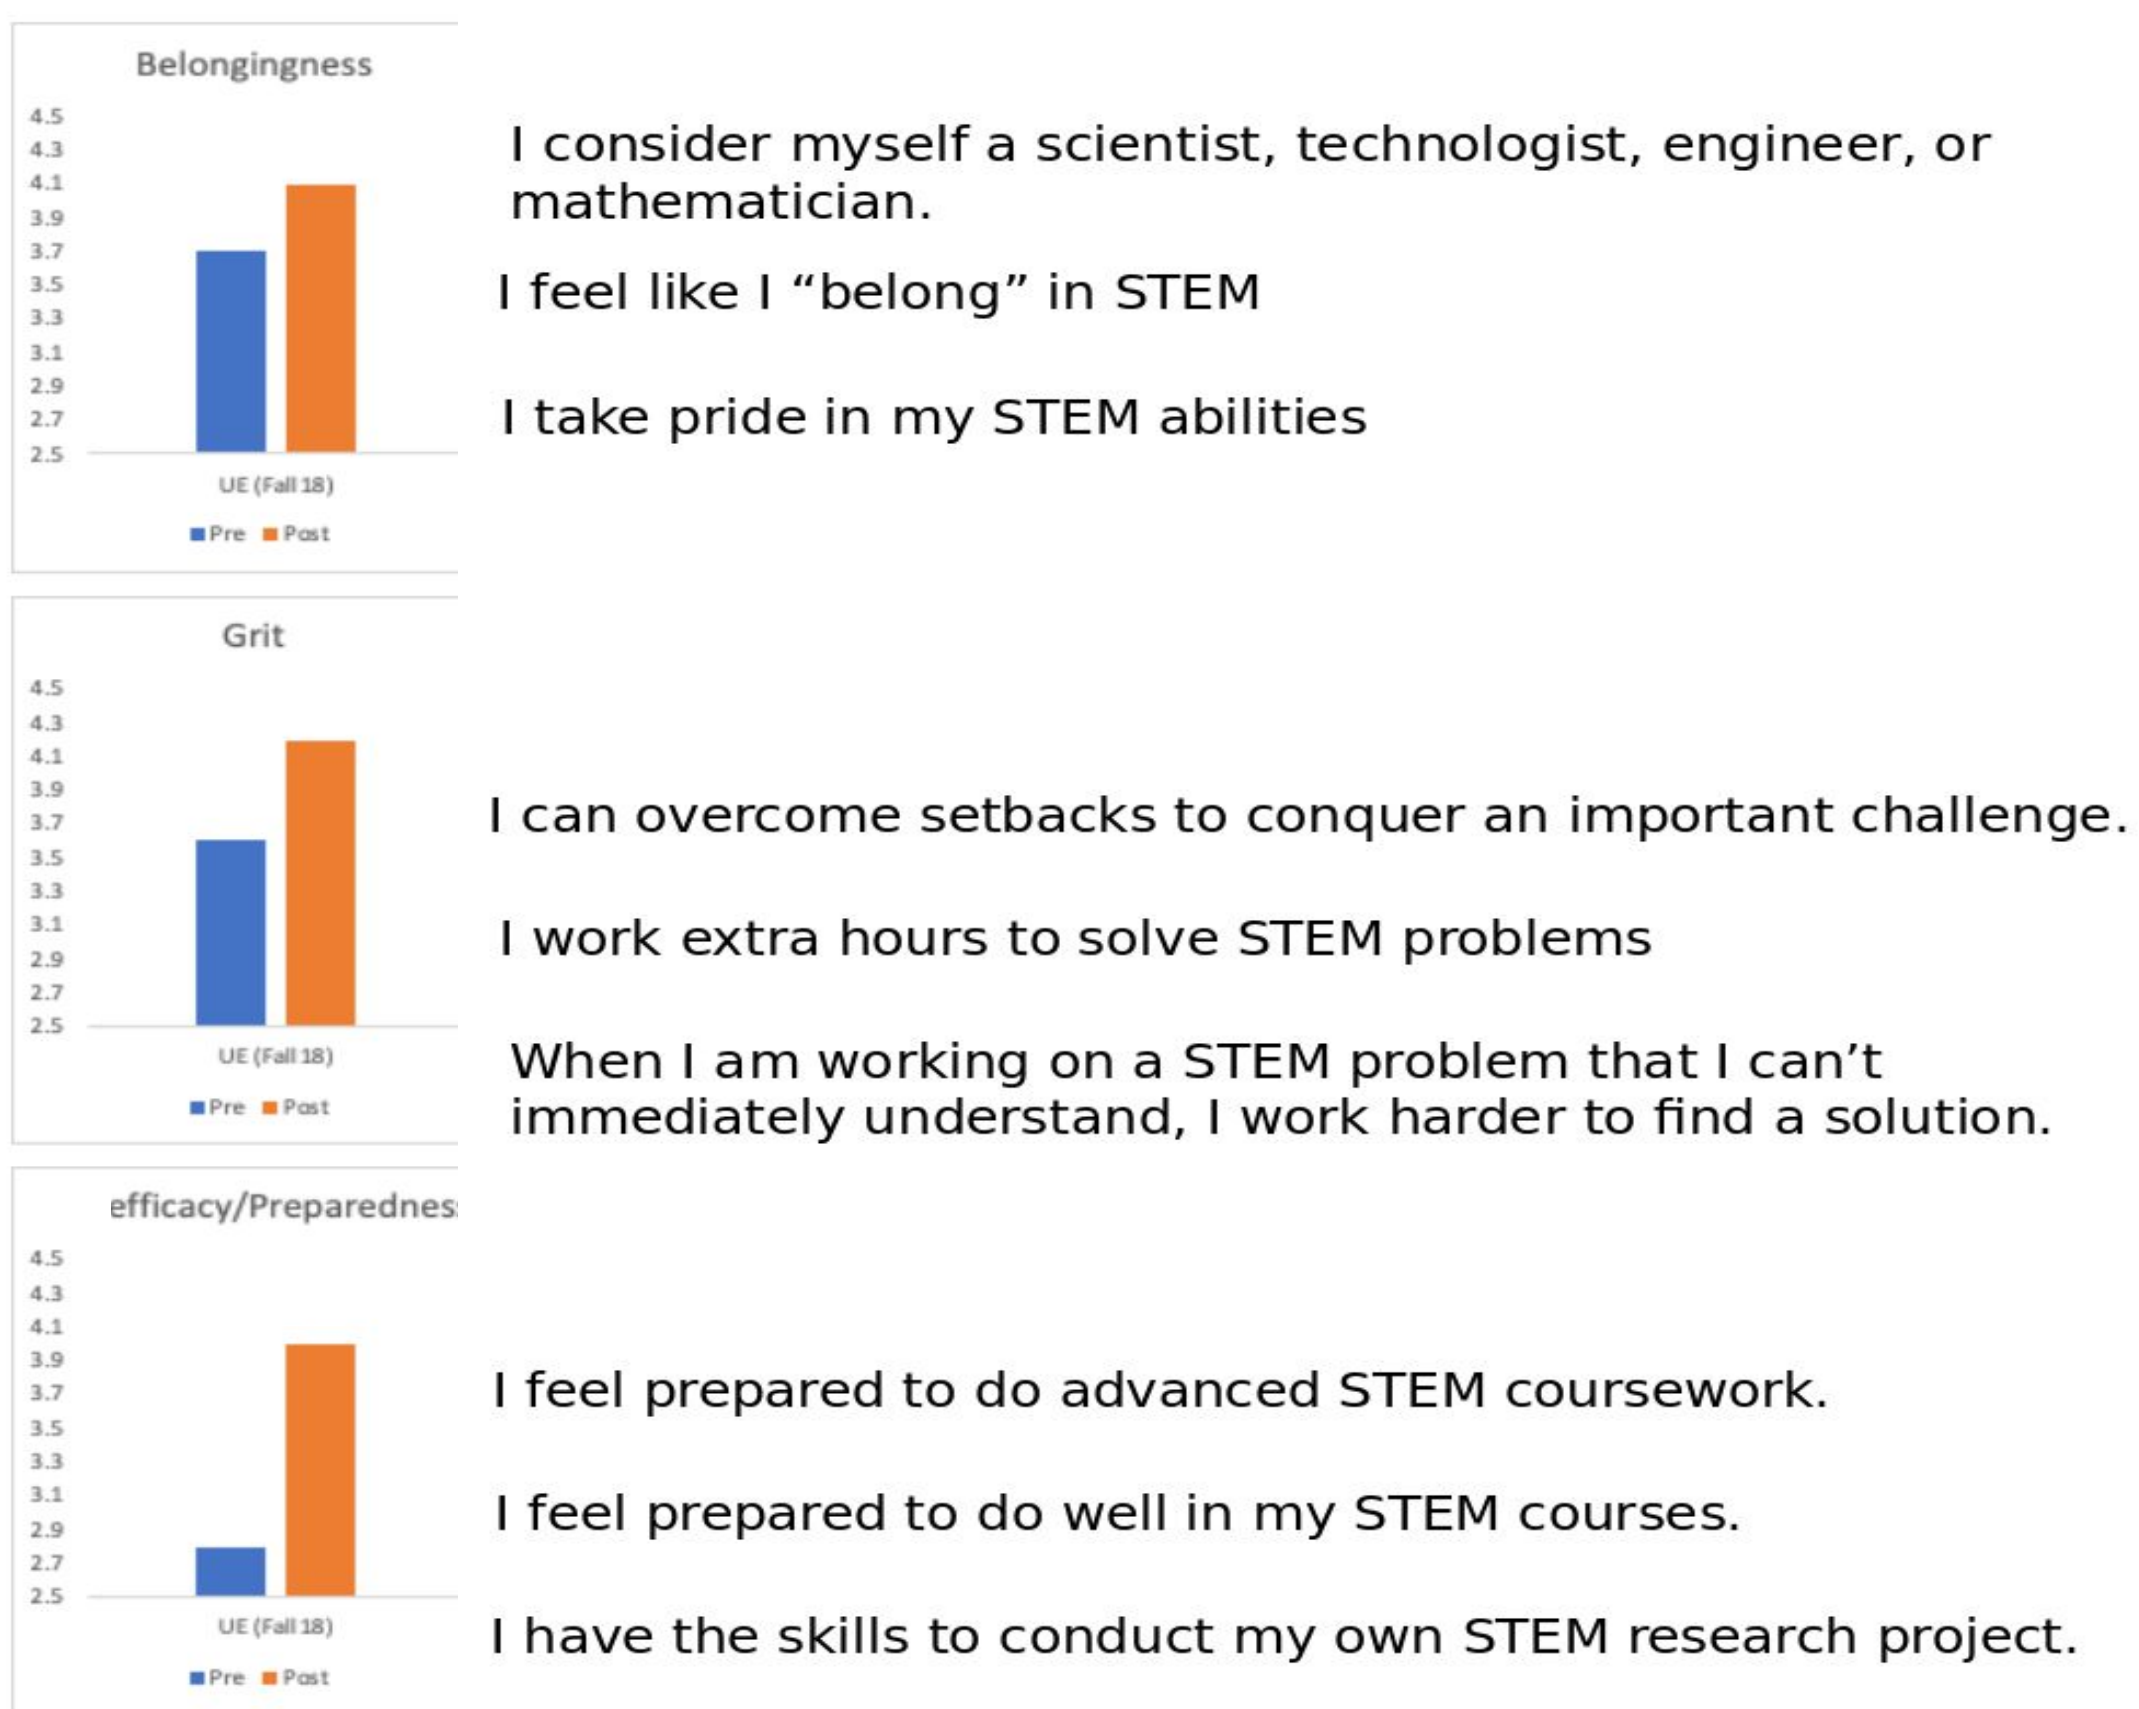 Belongingness
4.5
4.3
4.1
3.9
3.7
3.5
3.3
3.1
2.9
2.7
2.5
UE (Fall 18)
Pre Post
I consider myself a scientist, technologist, engineer, or
mathematician.
I feel like I “belong” in STEM
I take pride in my STEM abilities
Grit
4.5
4.3
4.1
3.9
3.7
3.5
3.3
3.1
2.9
2.7
2.5
UE (Fall 18)
Pre Post
I can overcome setbacks to conquer an important challenge.
I work extra hours to solve STEM problems
When I am working on a STEM problem that I can’t
immediately understand, I work harder to find a solution.
efficacy/Preparednes
4.5
4.3
4.1
3.9
3.7
3.5
3.3
3.1
2.9
2.7
2.5
UE (Fall 18)
Pre Post
I feel prepared to do advanced STEM coursework.
I feel prepared to do well in my STEM courses.
I have the skills to conduct my own STEM research project.